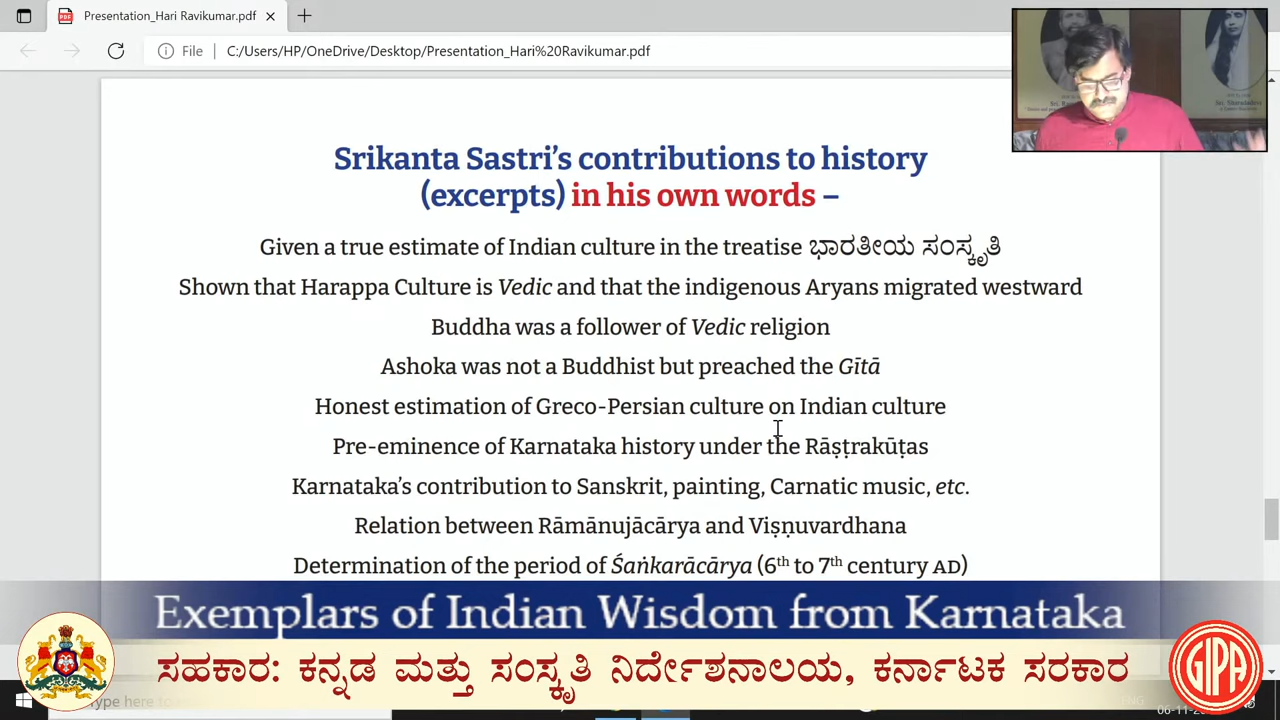 Presentation_Hari Ravikumar.pdf
File
C:/Users/HP/OneDrive/Desktop/Presentation_Hari%20Ravikumar.pdf
Srikanta Sastri's contributions to history
(excerpts) in his own words –
Given a true estimate of Indian culture in the treatise ಭಾರತೀಯ ಸಂಸ್ಕೃತಿ
Shown that Harappa Culture is Vedic and that the indigenous Aryans migrated westward
Buddha was a follower of Vedic religion
Ashoka was not a Buddhist but preached the Gītā
Honest estimation of Greco-Persian culture on Indian culture
Pre-eminence of Karnataka history under the Rāṣṭrakūṭas
Karnataka's contribution to Sanskrit, painting, Carnatic music, etc.
Relation between Rāmānujācārya and Viṣṇuvardhana
Determination of the period of Śaṅkarācārya (6th to 7th century AD)
Exemplars of Indian Wisdom from Karnataka
ಸಹಕಾರ: ಕನ್ನಡ ಮತ್ತು ಸಂಸ್ಕೃತಿ ನಿರ್ದೇಶನಾಲಯ, ಕರ್ನಾಟಕ ಸರಕಾರ
GIPA
Type here to